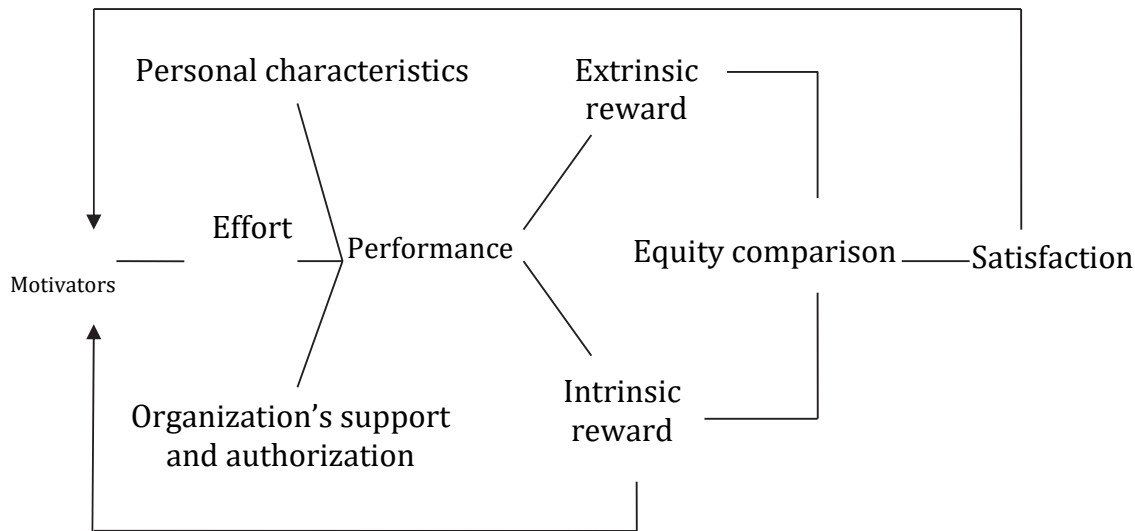 Personal characteristics
Extrinsic
reward
Effort
Performance
Equity comparison
Satisfaction
Motivators
Intrinsic
reward
Organization’s support
and authorization